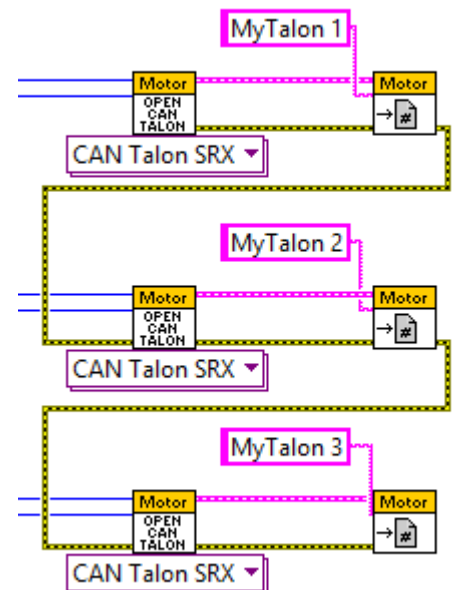 MyTalon 1
Motor
Motor
OPEN
CAN
TALON
#
CAN Talon SRX
MyTalon 2
Motor
Motor
OPEN
CAN
TALON
#
CAN Talon SRX
MyTalon 3
Motor
Motor
OPEN
CAN
TALON
#
CAN Talon SRX